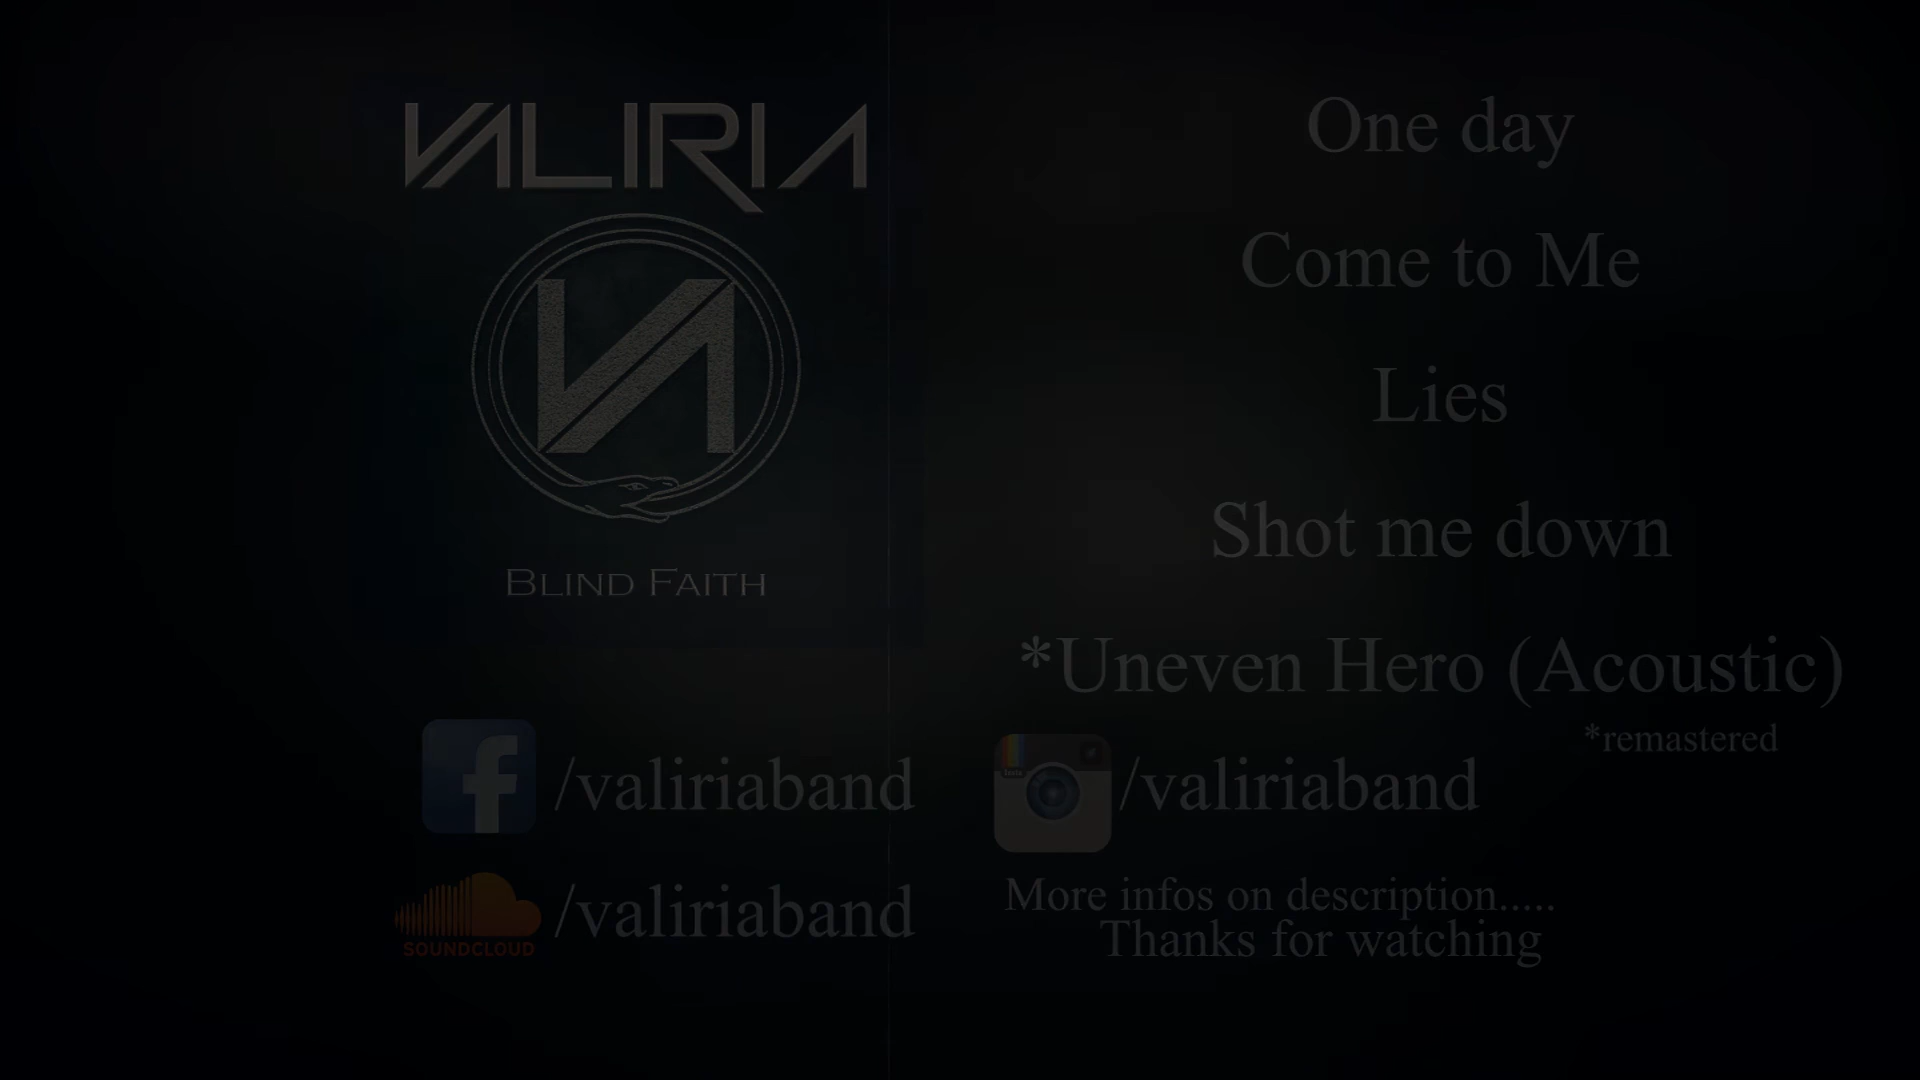 VALIRIA
BLIND FAITH
One day
Come to Me
Lies
Shot me down
*Uneven Hero (Acoustic)
*remastered
f /valiriaband
Insta /valiriaband
SOUNDCLOUD /valiriaband
More infos on description.....
Thanks for watching